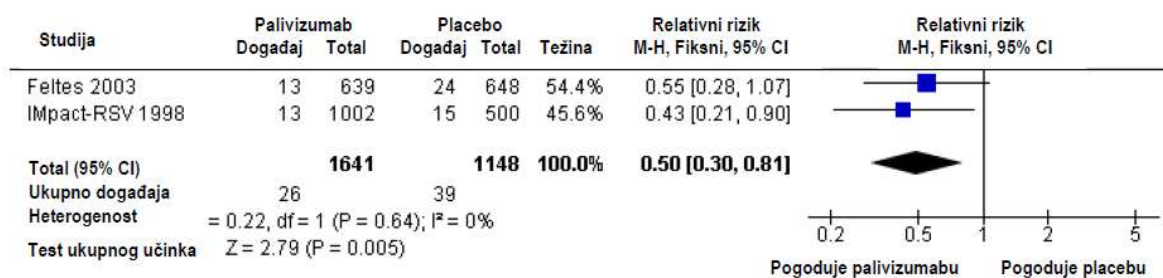 Studija Palivizumab Placebo Relativni rizik Relativni rizik
Događaj Total Događaj Total Težina M-H, Fiksni, 95% CI M-H, Fiksni, 95% CI
Feltes 2003 13 639 24 648 54.4% 0.55 [0.28, 1.07]
IMpact-RSV 1998 13 1002 15 500 45.6% 0.43 [0.21, 0.90]
Total (95% CI) 1641 1148 100.0% 0.50 [0.30, 0.81]
Ukupno događaja 26 39
Heterogenost = 0.22, df = 1 (P = 0.64); I² = 0%
Test ukupnog učinka Z = 2.79 (P = 0.005)
0.2 0.5 1 2 5
Pogoduje palivizumabu Pogoduje placebu